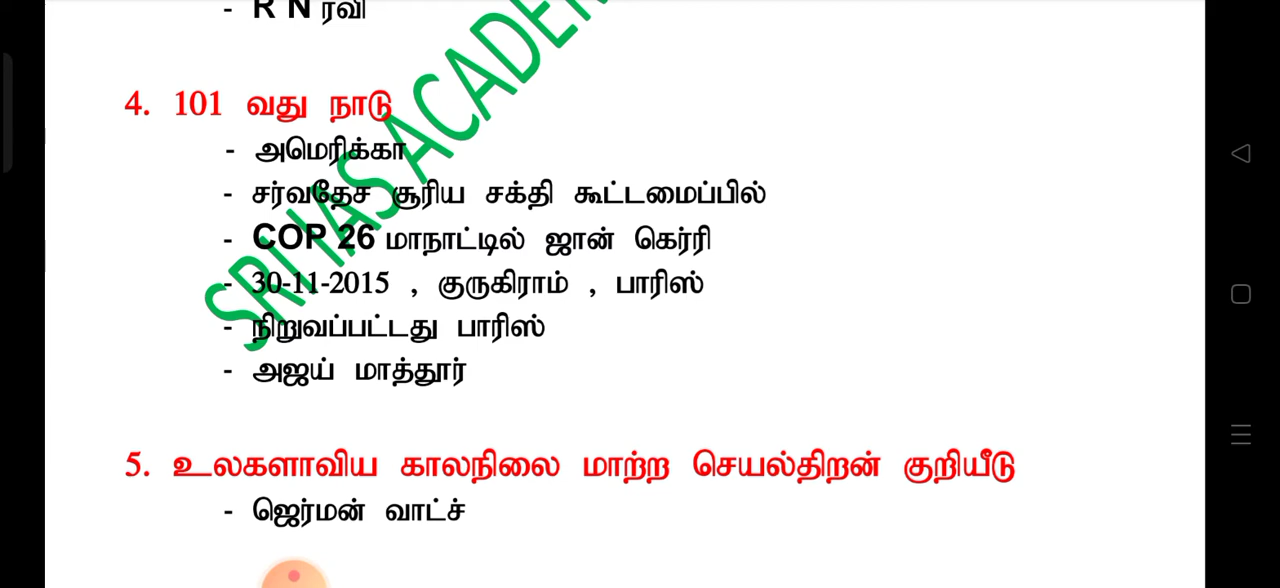 - R N ரவி
4. 101 வது நாடு
- அமெரிக்கா
- சர்வதேச சூரிய சக்தி கூட்டமைப்பில்
- COP 26 மாநாட்டில் ஜான் கெர்ரி
- 30-11-2015 , குருகிராம் , பாரிஸ்
- நிறுவப்பட்டது பாரிஸ்
- அஜய் மாத்தூர்
5. உலகளாவிய காலநிலை மாற்ற செயல்திறன் குறியீடு
- ஜெர்மன் வாட்ச்
SRI IAS ACADEM